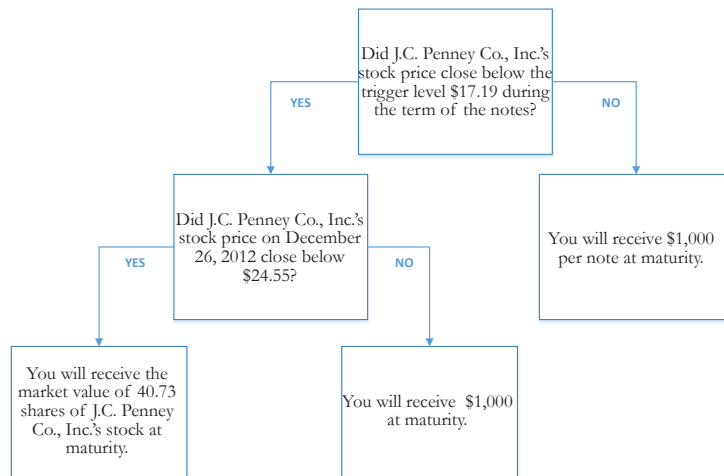 Did J.C. Penney Co., Inc.'s
stock price close below the
trigger level $17.19 during
the term of the notes?
YES
NO
Did J.C. Penney Co., Inc.'s
stock price on December
26, 2012 close below
$24.55?
You will receive $1,000
per note at maturity.
YES
NO
You will receive the
market value of 40.73
shares of J.C. Penney
Co., Inc.'s stock at
maturity.
You will receive $1,000
at maturity.